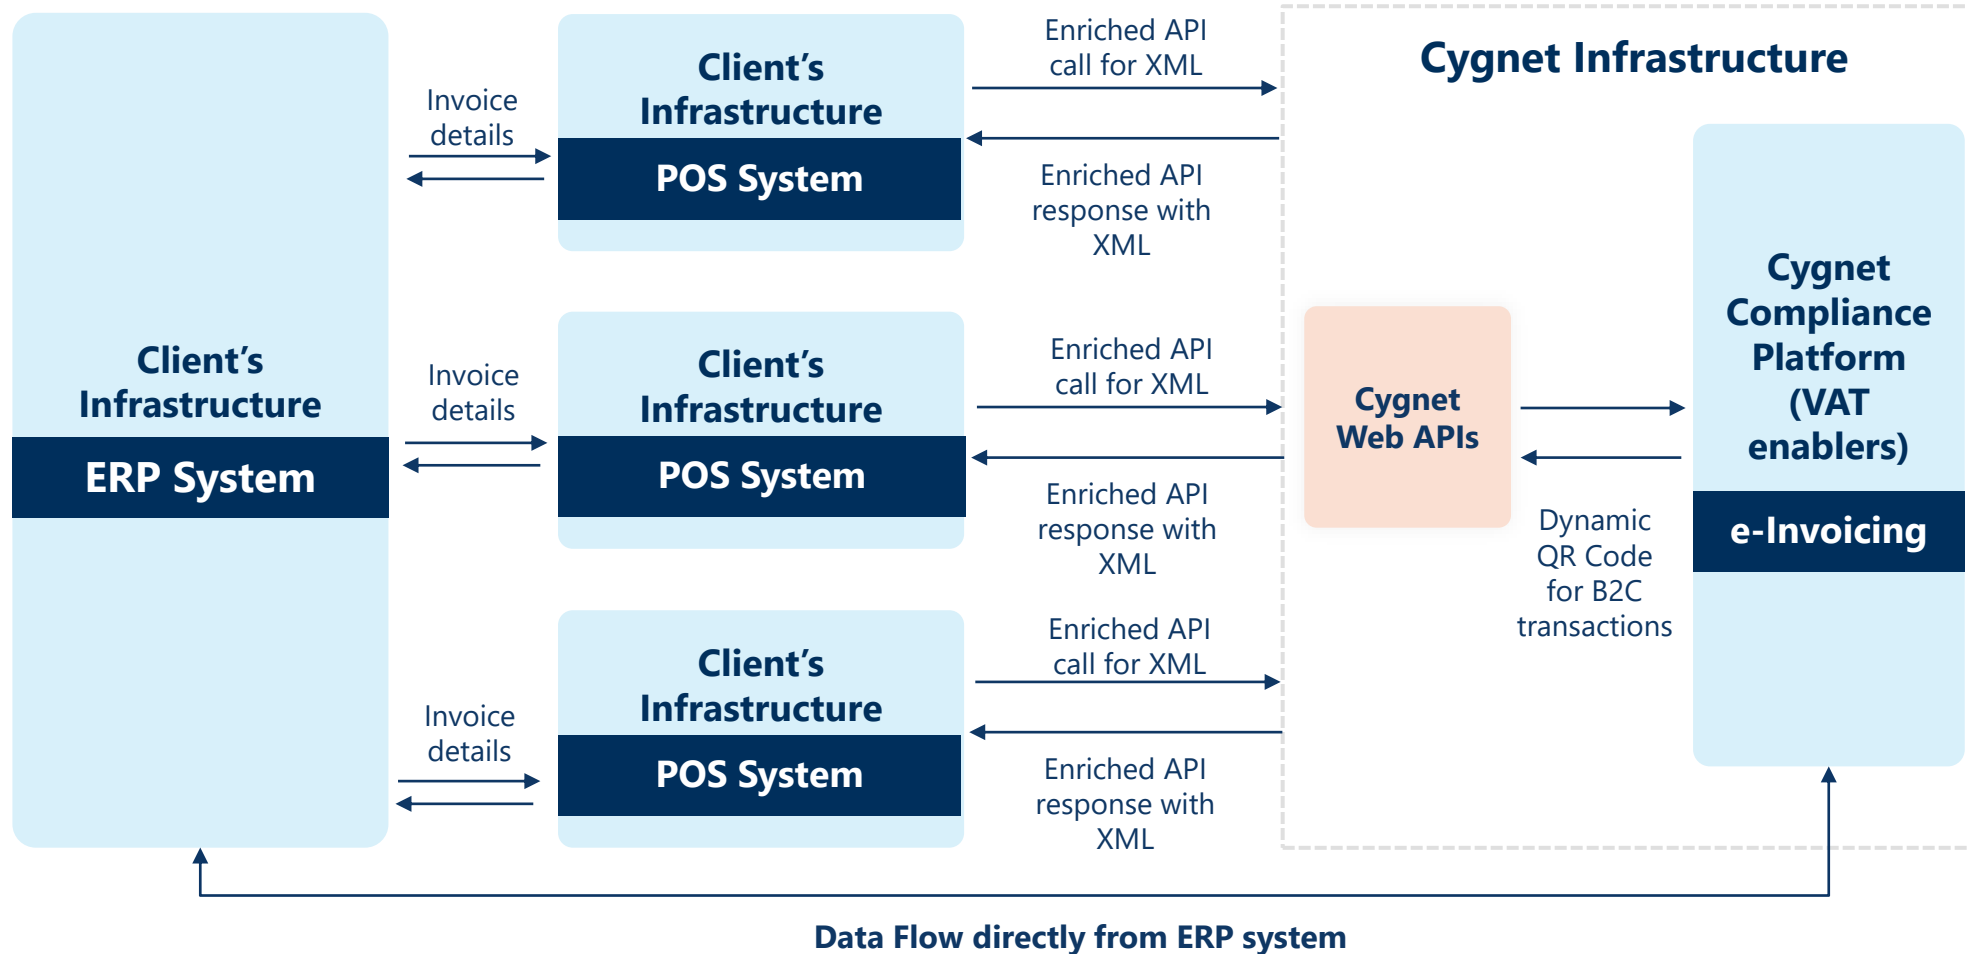 Client's
Infrastructure
ERP System
Invoice
details
Client's
Infrastructure
POS System
Enriched API
call for XML
Enriched API
response with
XML
Invoice
details
Client's
Infrastructure
POS System
Enriched API
call for XML
Enriched API
response with
XML
Invoice
details
Client's
Infrastructure
POS System
Enriched API
call for XML
Enriched API
response with
XML
Cygnet Infrastructure
Cygnet
Web APIs
Dynamic
QR Code
for B2C
transactions
Cygnet
Compliance
Platform
(VAT
enablers)
e-Invoicing
Data Flow directly from ERP system